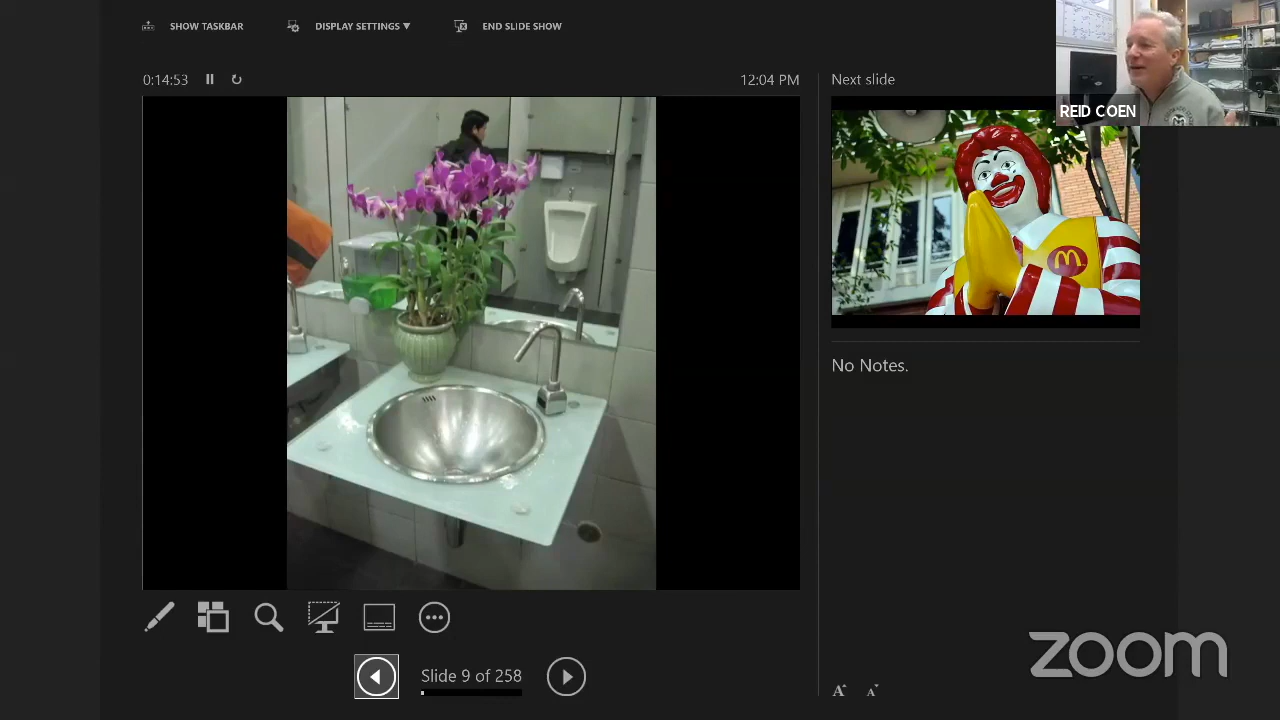 SHOW TASKBAR
DISPLAY SETTINGS ▼
END SLIDE SHOW
0:14:53
12:04 PM
Next slide
REID COEN
No Notes.
Slide 9 of 258
A A
zoom